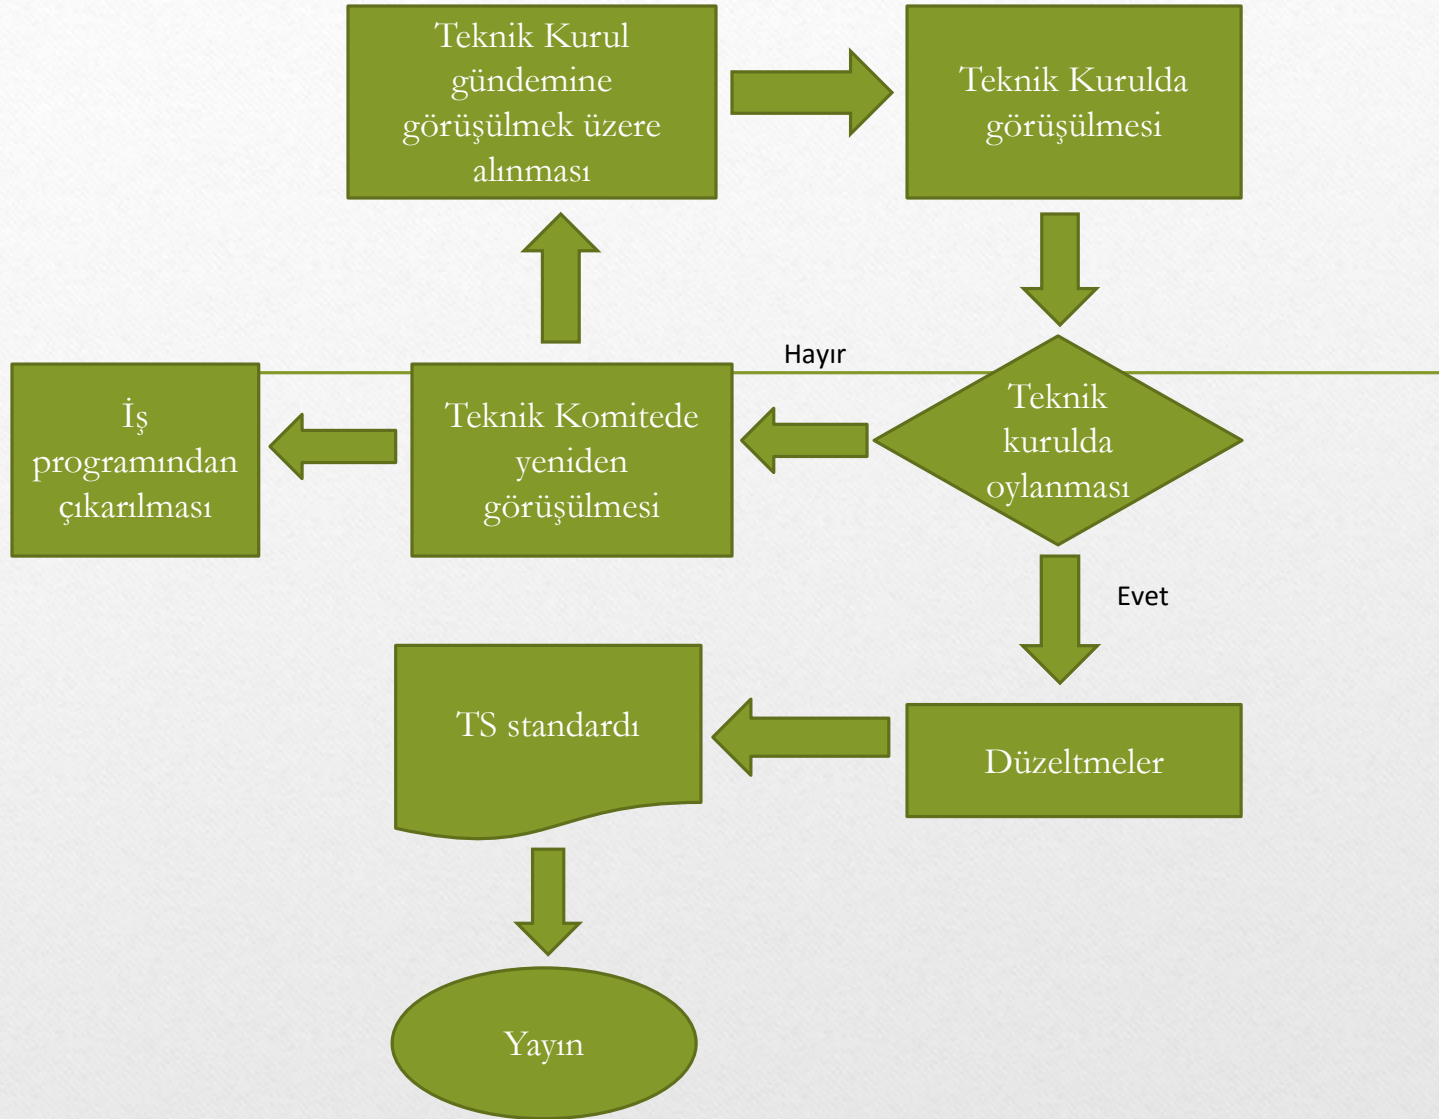 Teknik Kurul
gündemine
görüşülmek üzere
alınması
Teknik Kurulda
görüşülmesi
Hayır
İş
programından
çıkarılması
Teknik Komitede
yeniden
görüşülmesi
Teknik
kurulda
oylanması
Evet
TS standardı
Düzeltmeler
Yayın